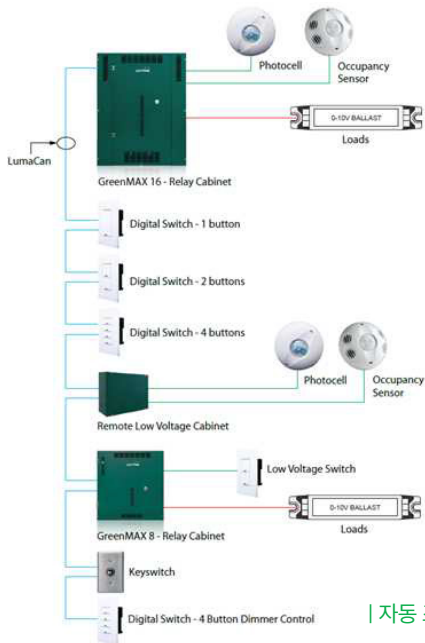 Photocell
Occupancy
Sensor
0-10V BALLAST
Loads
LumaCan
GreenMAX 16 - Relay Cabinet
Digital Switch - 1 button
Digital Switch - 2 buttons
Digital Switch - 4 buttons
Photocell
Occupancy
Sensor
Remote Low Voltage Cabinet
Low Voltage Switch
0-10V BALLAST
Loads
GreenMAX 8 - Relay Cabinet
Keyswitch
Digital Switch - 4 Button Dimmer Control
| 자동